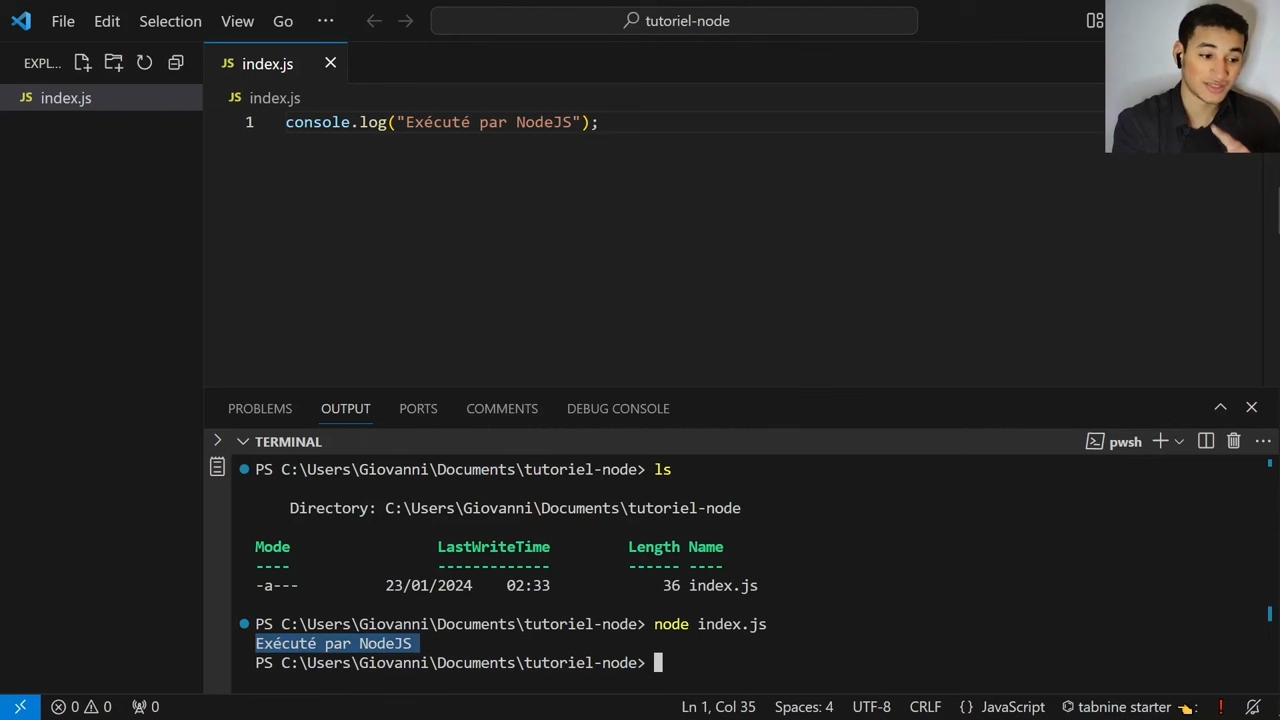 File Edit Selection View Go ··· tutoriel-node
EXPL...
JS index.js
JS index.js
JS index.js
1 console.log("Exécuté par NodeJS");
PROBLEMS OUTPUT PORTS COMMENTS DEBUG CONSOLE
TERMINAL
pwsh
PS C:\Users\Giovanni\Documents\tutoriel-node> ls
Directory: C:\Users\Giovanni\Documents\tutoriel-node
Mode LastWriteTime Length Name
---- ------------- ------ ----
-a--- 23/01/2024 02:33 36 index.js
PS C:\Users\Giovanni\Documents\tutoriel-node> node index.js
Exécuté par NodeJS
PS C:\Users\Giovanni\Documents\tutoriel-node>
0 0 0 Ln 1, Col 35 Spaces: 4 UTF-8 CRLF {} JavaScript tabnine starter 👈: